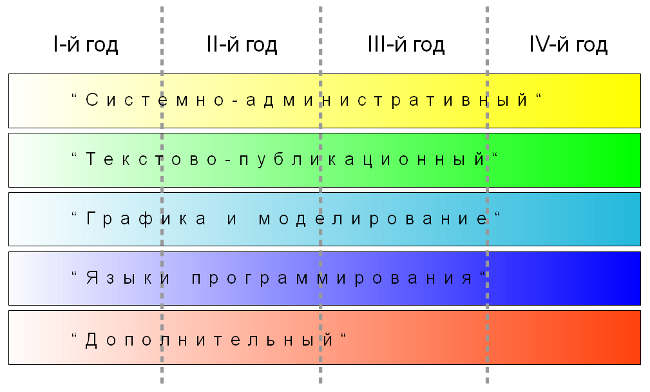 I-й год II-й год III-й год IV-й год
“Системно-административный“
“Текстово-публикационный“
“Графика и моделирование“
“Языки программирования“
“Дополнительный“